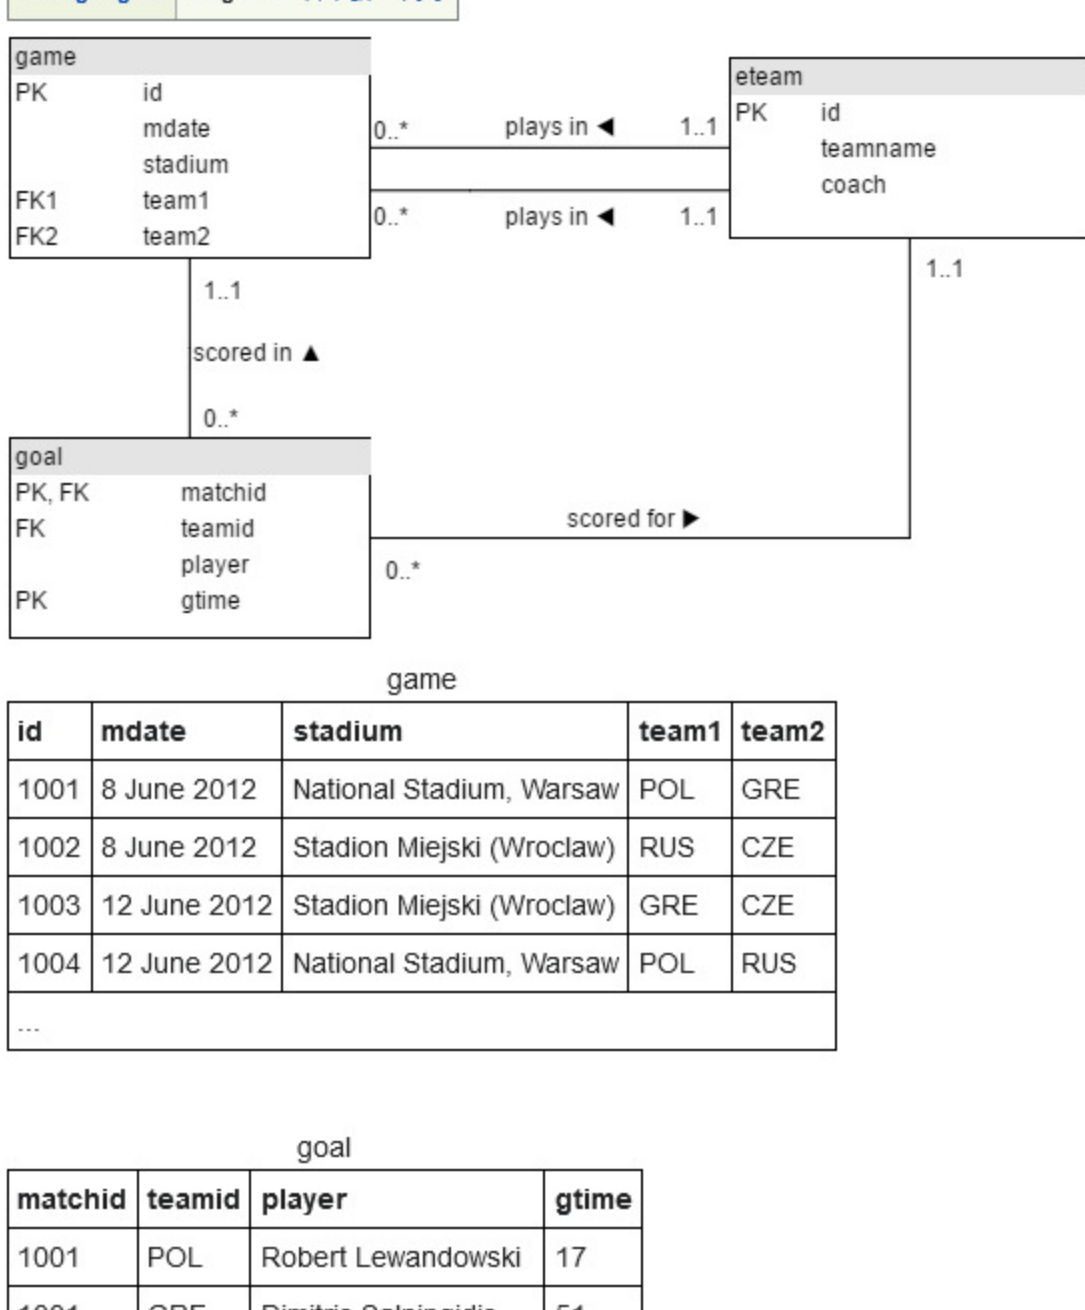 game
PK id
mdate
stadium
FK1 team1
FK2 team2
0..* plays in ◄ 1..1
0..* plays in ◄ 1..1
eteam
PK id
teamname
coach
1..1
scored in ▲
0..*
1..1
goal
PK, FK matchid
FK teamid
player
PK gtime
scored for ►
0..*
game
id mdate stadium team1 team2
1001 8 June 2012 National Stadium, Warsaw POL GRE
1002 8 June 2012 Stadion Miejski (Wroclaw) RUS CZE
1003 12 June 2012 Stadion Miejski (Wroclaw) GRE CZE
1004 12 June 2012 National Stadium, Warsaw POL RUS
...
goal
matchid teamid player gtime
1001 POL Robert Lewandowski 17